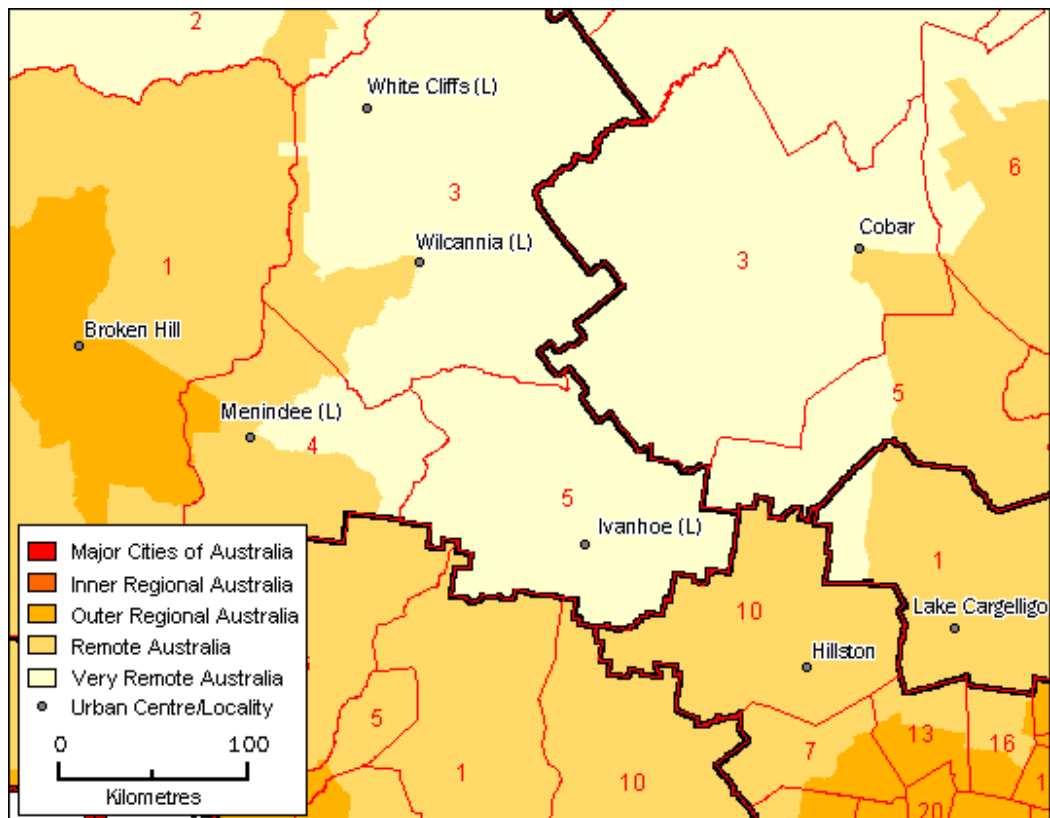 2
White Cliffs (L)
1
3
6
Wilcannia (L)
Cobar
3
Broken Hill
Menindee (L)
4
5
5
Ivanhoe (L)
1
10
Lake Cargelligo
Hillston
Major Cities of Australia
Inner Regional Australia
Outer Regional Australia
Remote Australia
Very Remote Australia
Urban Centre/Locality
0 100
Kilometres
5
1
10
7
13
16
1
20